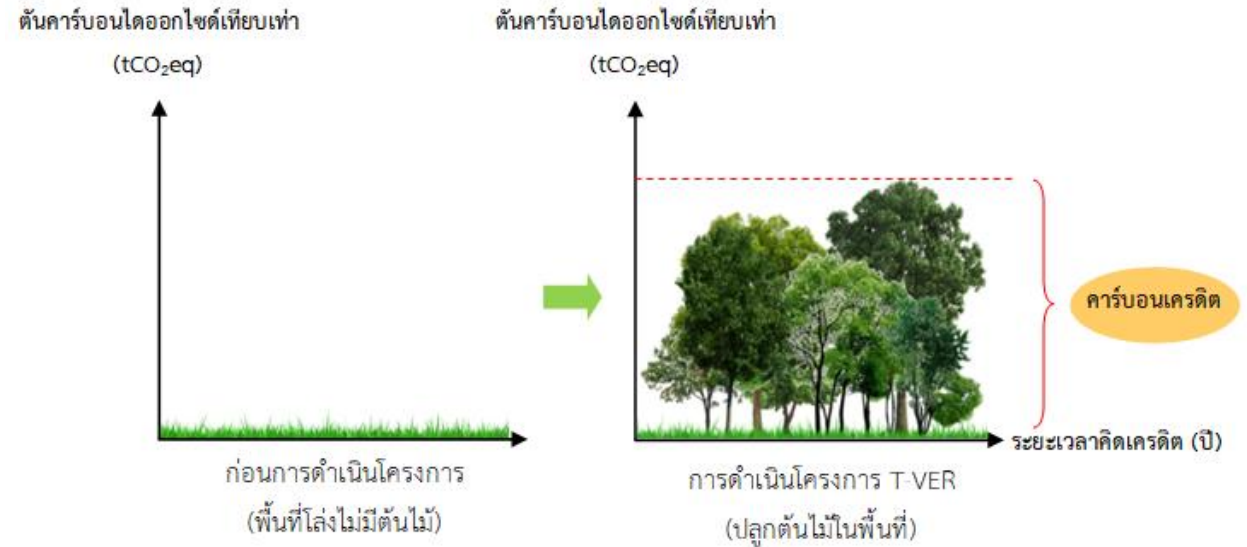 ตันคาร์บอนไดออกไซด์เทียบเท่า
(tCO₂eq)
ก่อนการดำเนินโครงการ
(พื้นที่โล่งไม่มีต้นไม้)
ตันคาร์บอนไดออกไซด์เทียบเท่า
(tCO₂eq)
คาร์บอนเครดิต
ระยะเวลาคิดเครดิต (ปี)
การดำเนินโครงการ T-VER
(ปลูกต้นไม้ในพื้นที่)